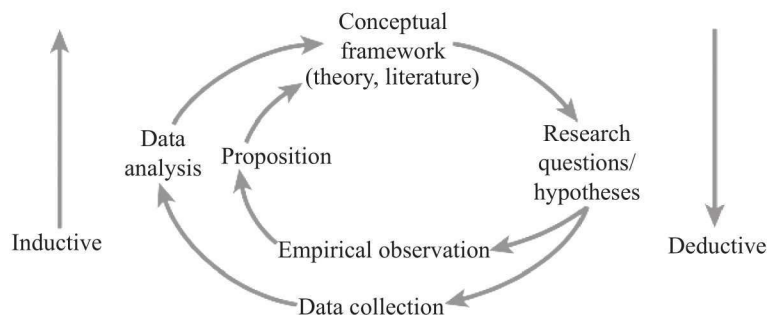 Conceptual
framework
(theory, literature)
Data
analysis
Proposition
Research
questions/
hypotheses
Inductive
Empirical observation
Deductive
Data collection